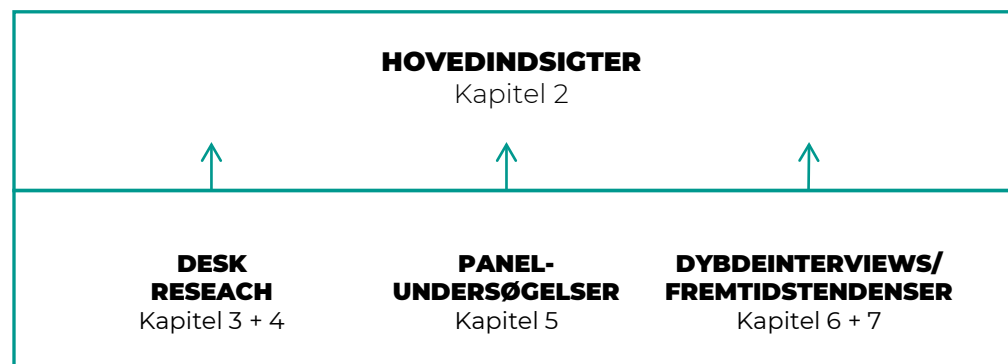 HOVEDINDSIGTER
Kapitel 2
DESK
RESEACH
Kapitel 3 + 4
PANEL-
UNDERSØGELSER
Kapitel 5
DYBDEINTERVIEWS/
FREMTIDSTENDENSER
Kapitel 6 + 7